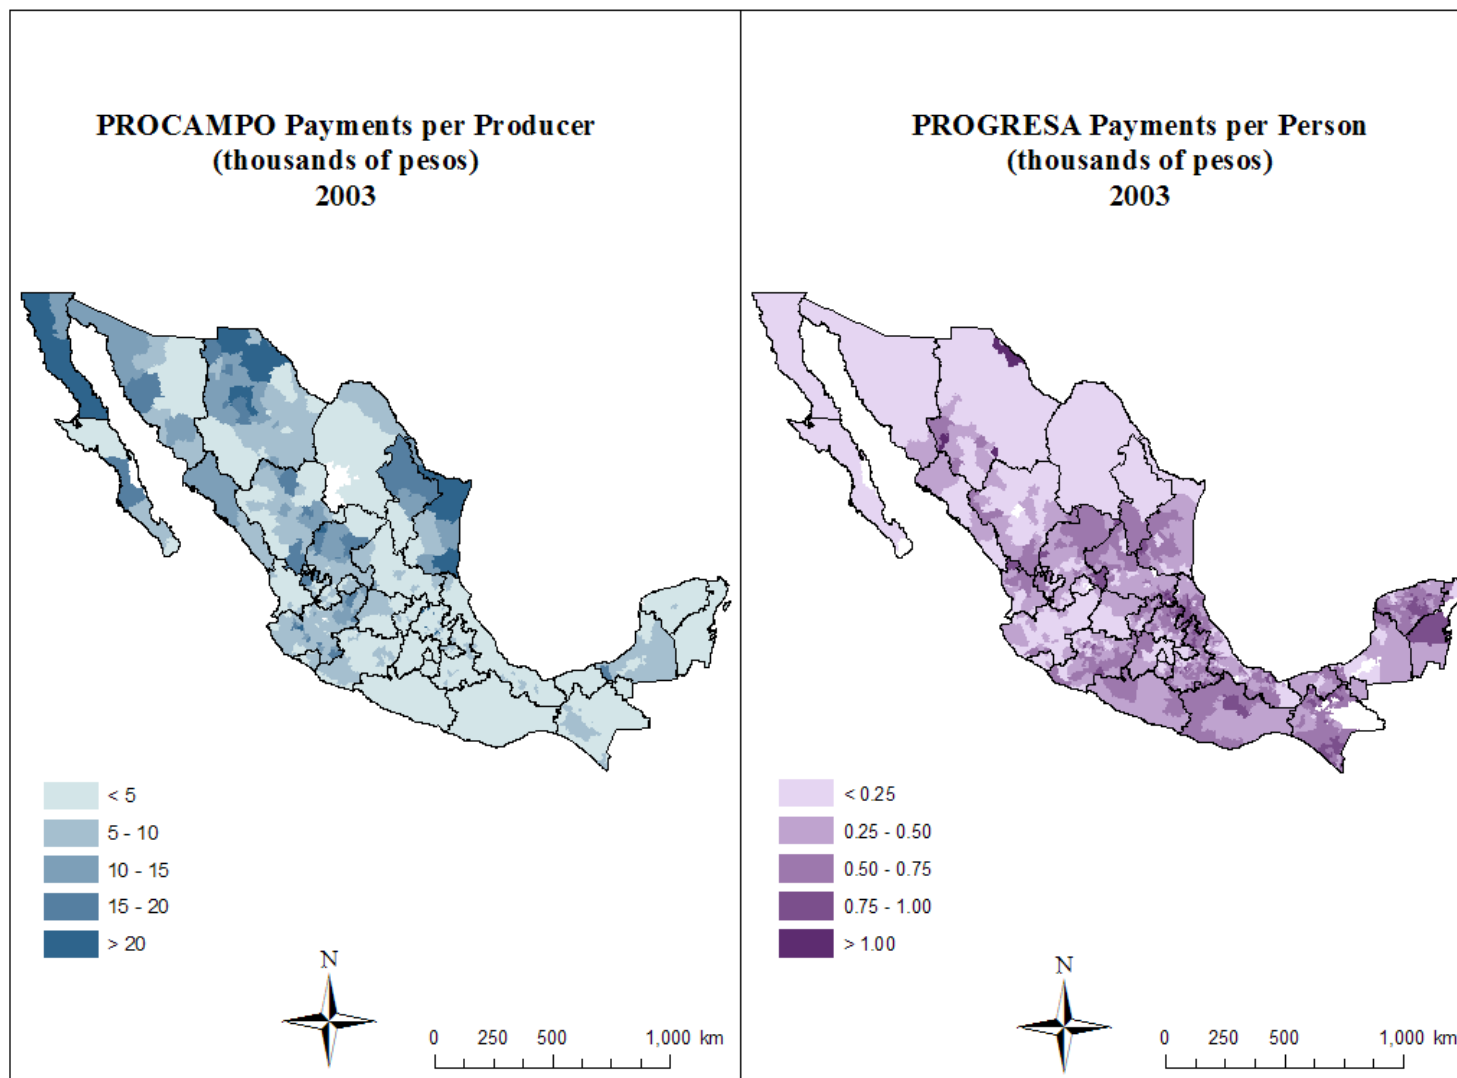 PROCAMPO Payments per Producer
(thousands of pesos)
2003
< 5
5 - 10
10 - 15
15 - 20
> 20
N
0 250 500 1,000 km
PROGRESA Payments per Person
(thousands of pesos)
2003
< 0.25
0.25 - 0.50
0.50 - 0.75
0.75 - 1.00
> 1.00
N
0 250 500 1,000 km